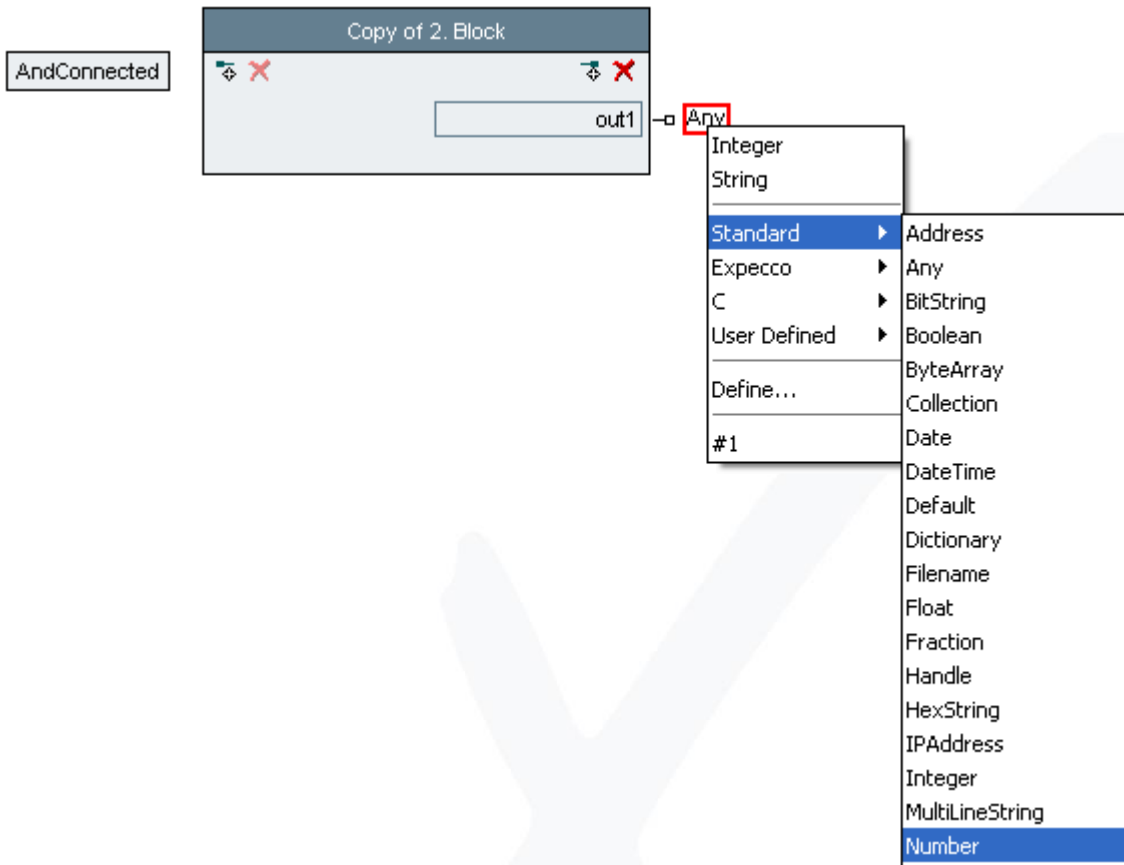 Copy of 2. Block
AndConnected
out1
Any
Integer
String
Standard
Expecco
C
User Defined
Define...
#1
Address
Any
BitString
Boolean
ByteArray
Collection
Date
DateTime
Default
Dictionary
Filename
Float
Fraction
Handle
HexString
IPAddress
Integer
MultiLineString
Number